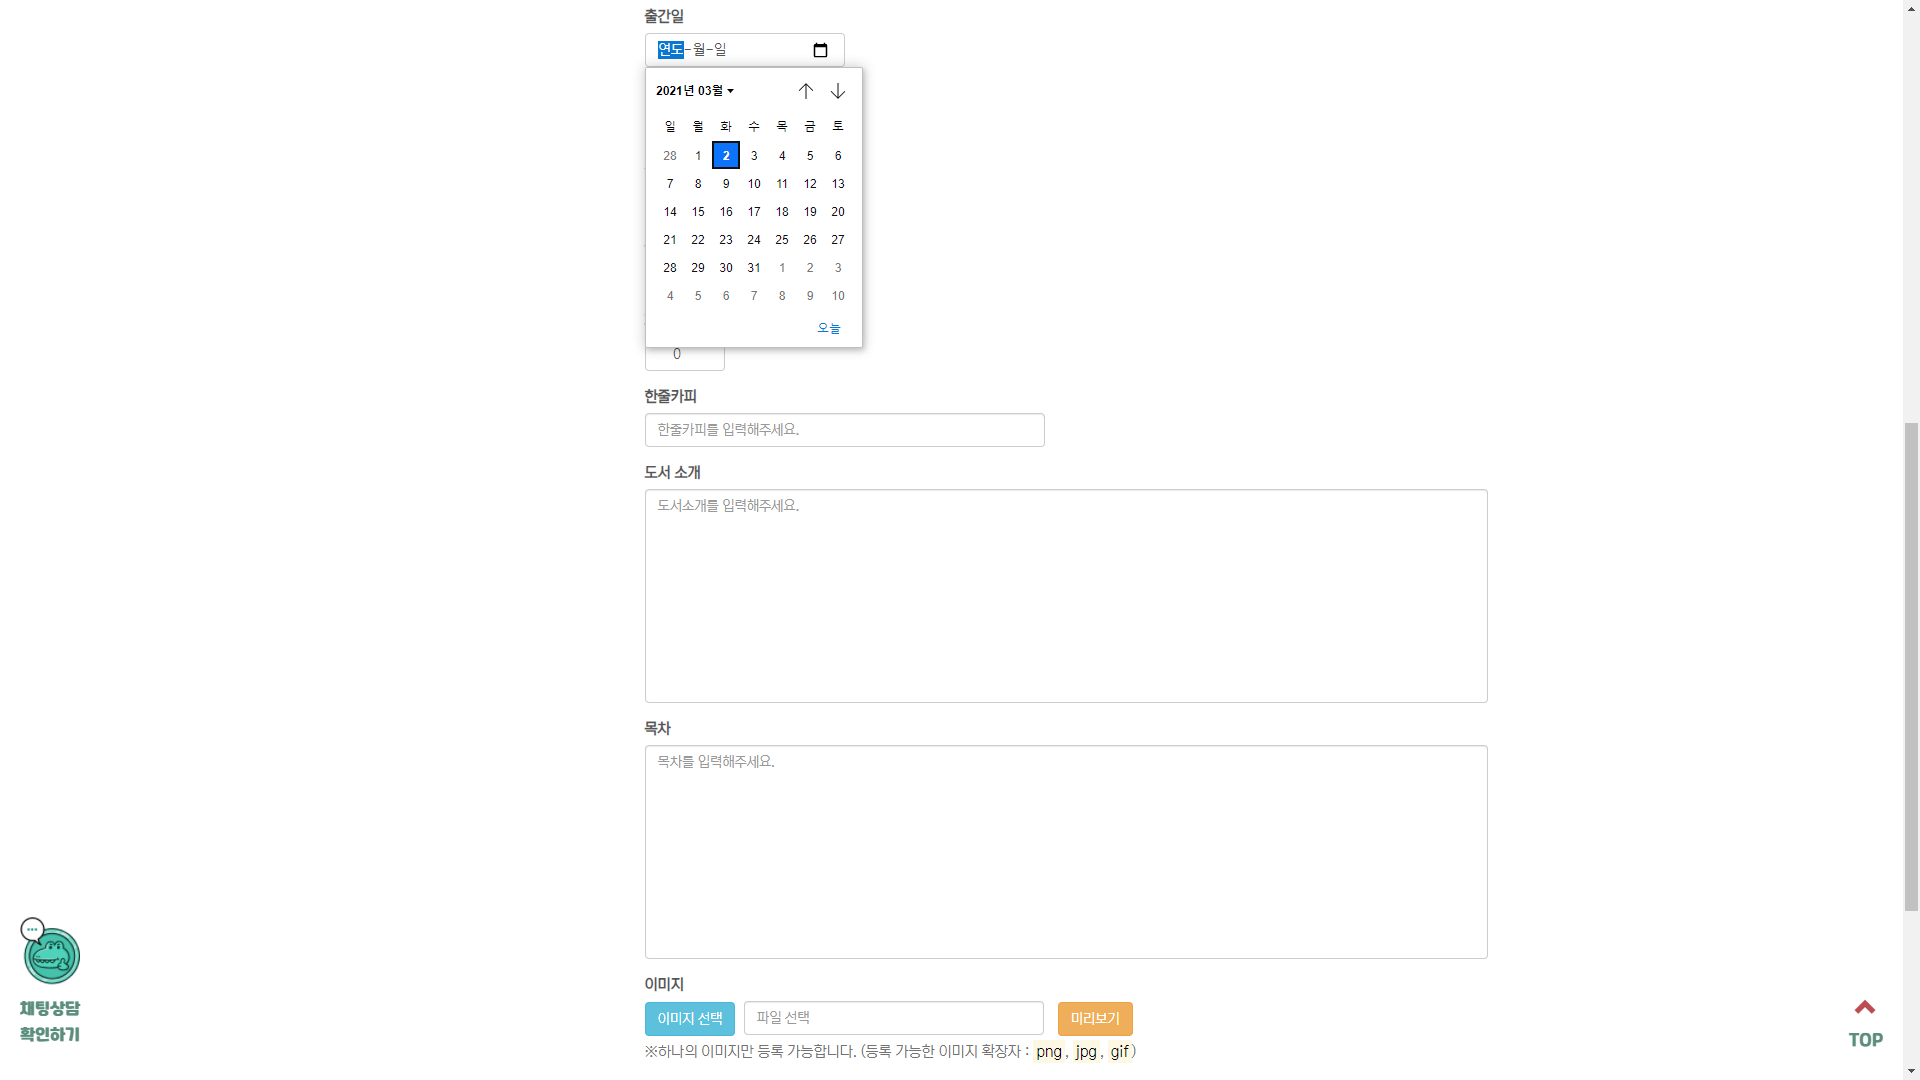 출간일
연도-월-일
2021년 03월
일 월 화 수 목 금 토
28 1 2 3 4 5 6
7 8 9 10 11 12 13
14 15 16 17 18 19 20
21 22 23 24 25 26 27
28 29 30 31 1 2 3
4 5 6 7 8 9 10
오늘
0
한줄카피
한줄카피를 입력해주세요.
도서 소개
도서소개를 입력해주세요.
목차
목차를 입력해주세요.
이미지
이미지 선택 파일 선택 미리보기
※하나의 이미지만 등록 가능합니다. (등록 가능한 이미지 확장자 : png, jpg, gif)
채팅상담
확인하기
TOP